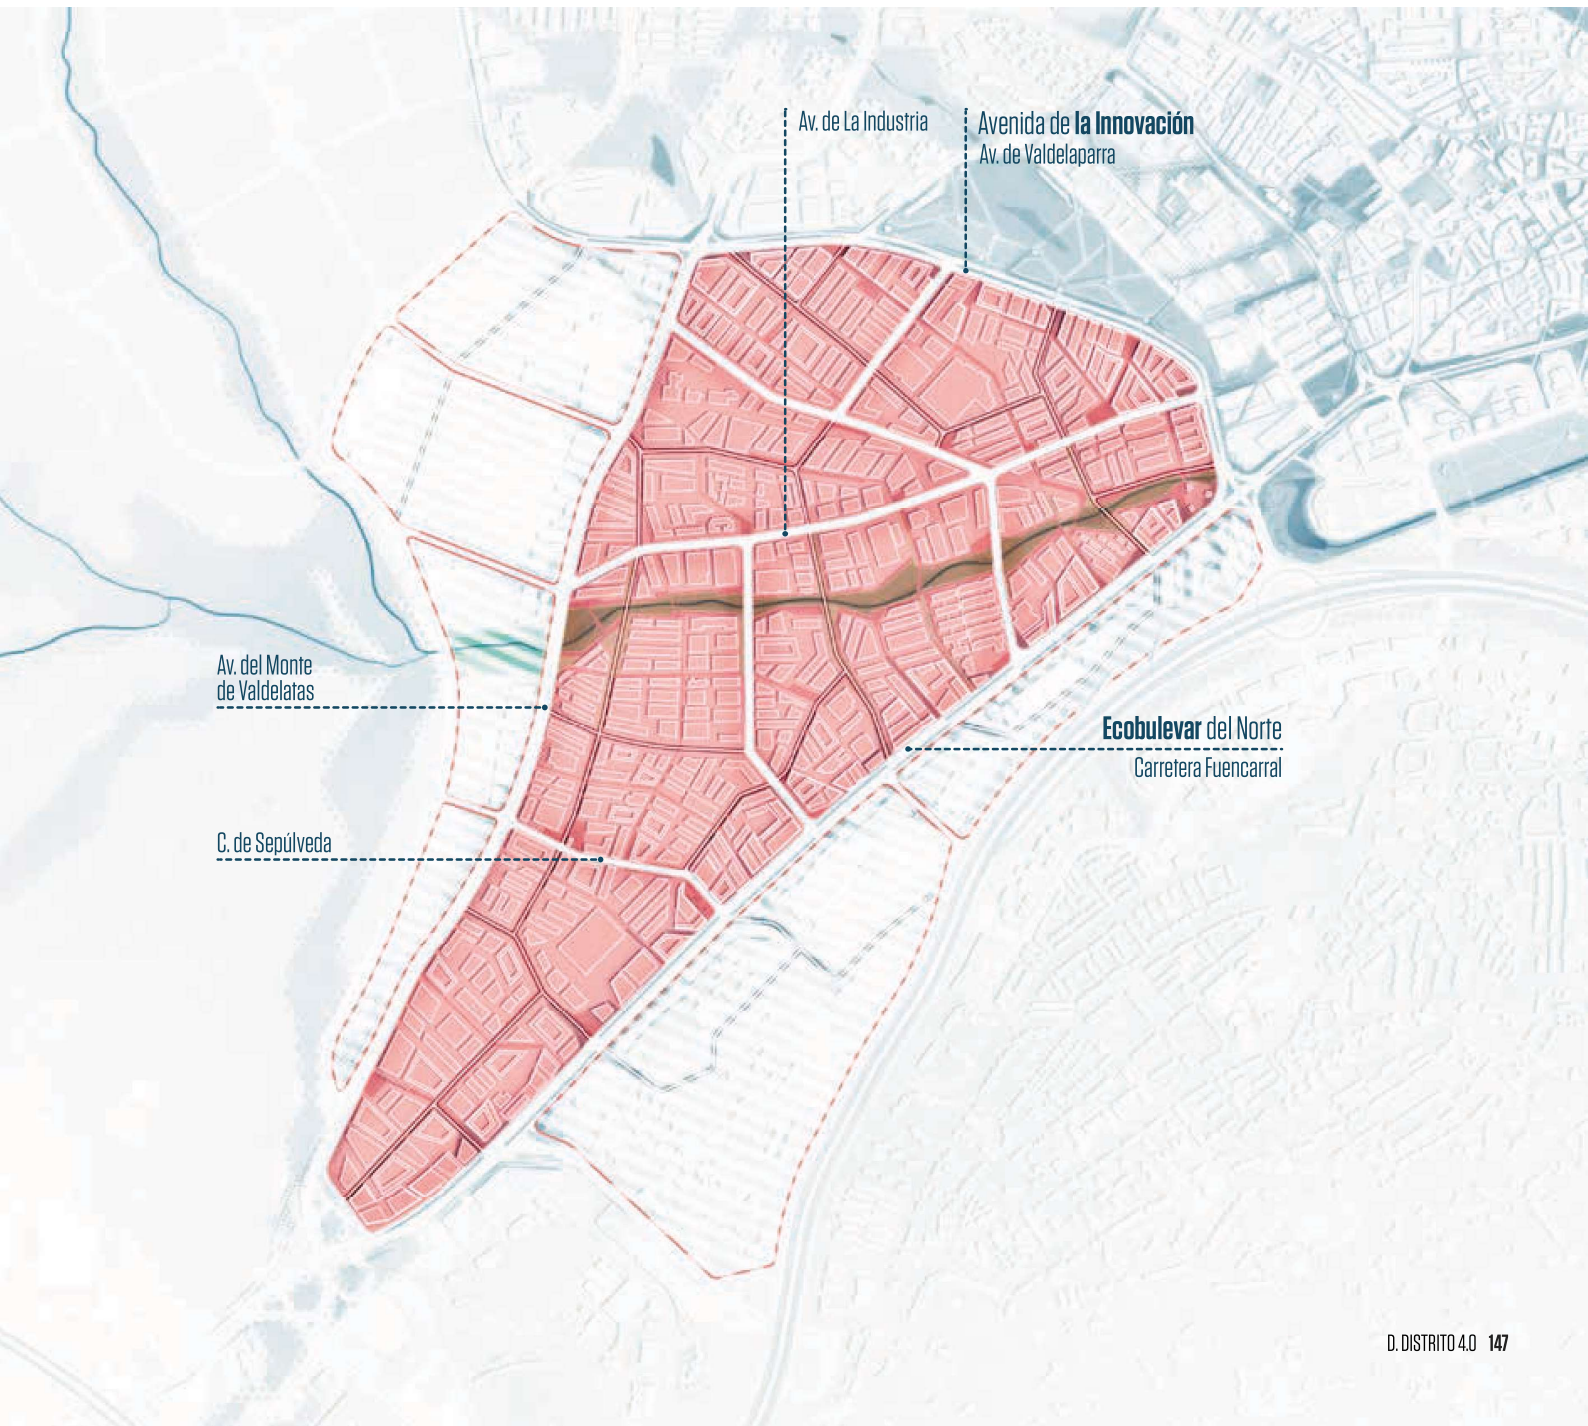 Av. de La Industria
Avenida de la Innovación
Av. de Valdelaparra
Av. del Monte
de Valdelatas
Ecobulevar del Norte
Carretera Fuencarral
C. de Sepúlveda
D. DISTRITO 4.0 147